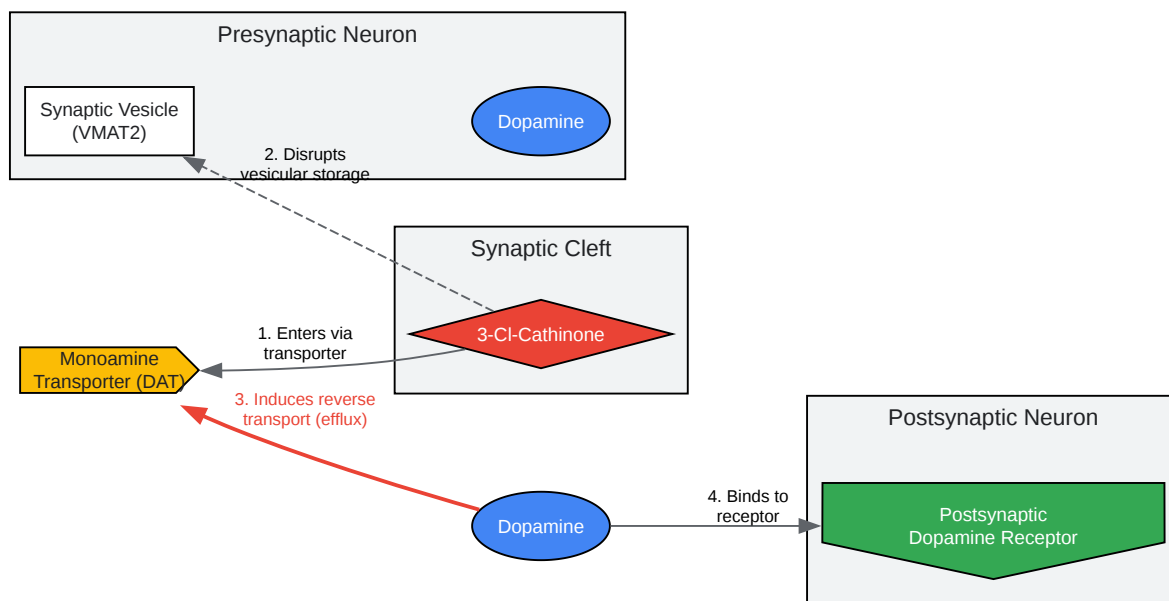 Presynaptic Neuron
Synaptic Vesicle
(VMAT2)
Dopamine
2. Disrupts
vesicular storage
Synaptic Cleft
3-Cl-Cathinone
1. Enters via
transporter
Monoamine
Transporter (DAT)
3. Induces reverse
transport (efflux)
Postsynaptic Neuron
4. Binds to
receptor
Dopamine
Postsynaptic
Dopamine Receptor